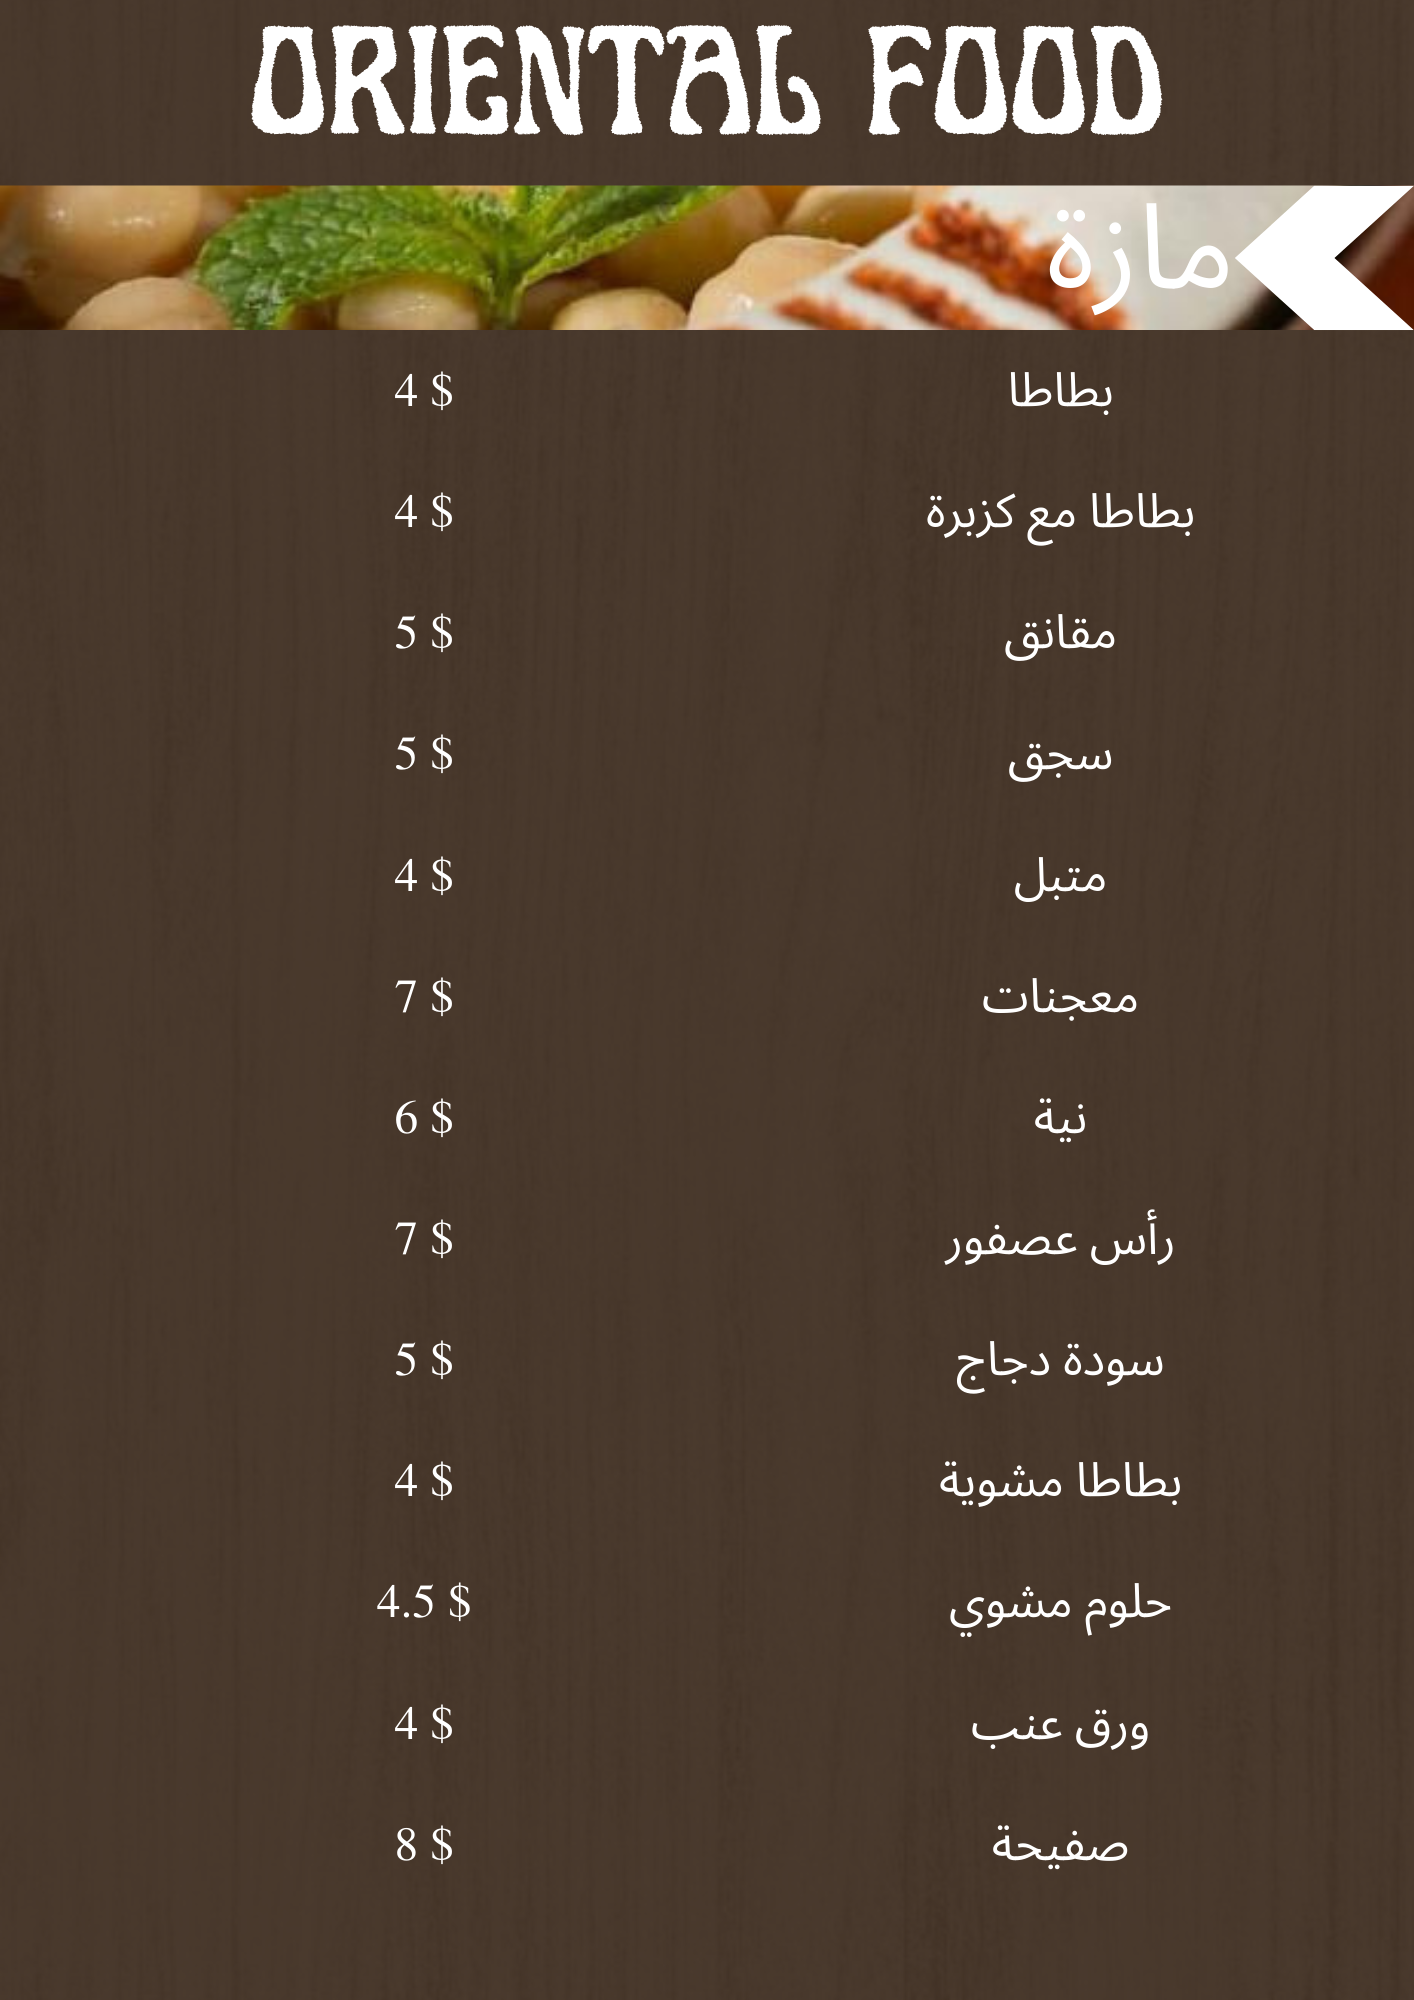 ORIENTAL FOOD
مازة
بطاطا 4 $
بطاطا مع كزبرة 4 $
مقانق 5 $
سجق 5 $
متبل 4 $
معجنات 7 $
نية 6 $
رأس عصفور 7 $
سودة دجاج 5 $
بطاطا مشوية 4 $
حلوم مشوي 4.5 $
ورق عنب 4 $
صفيحة 8 $